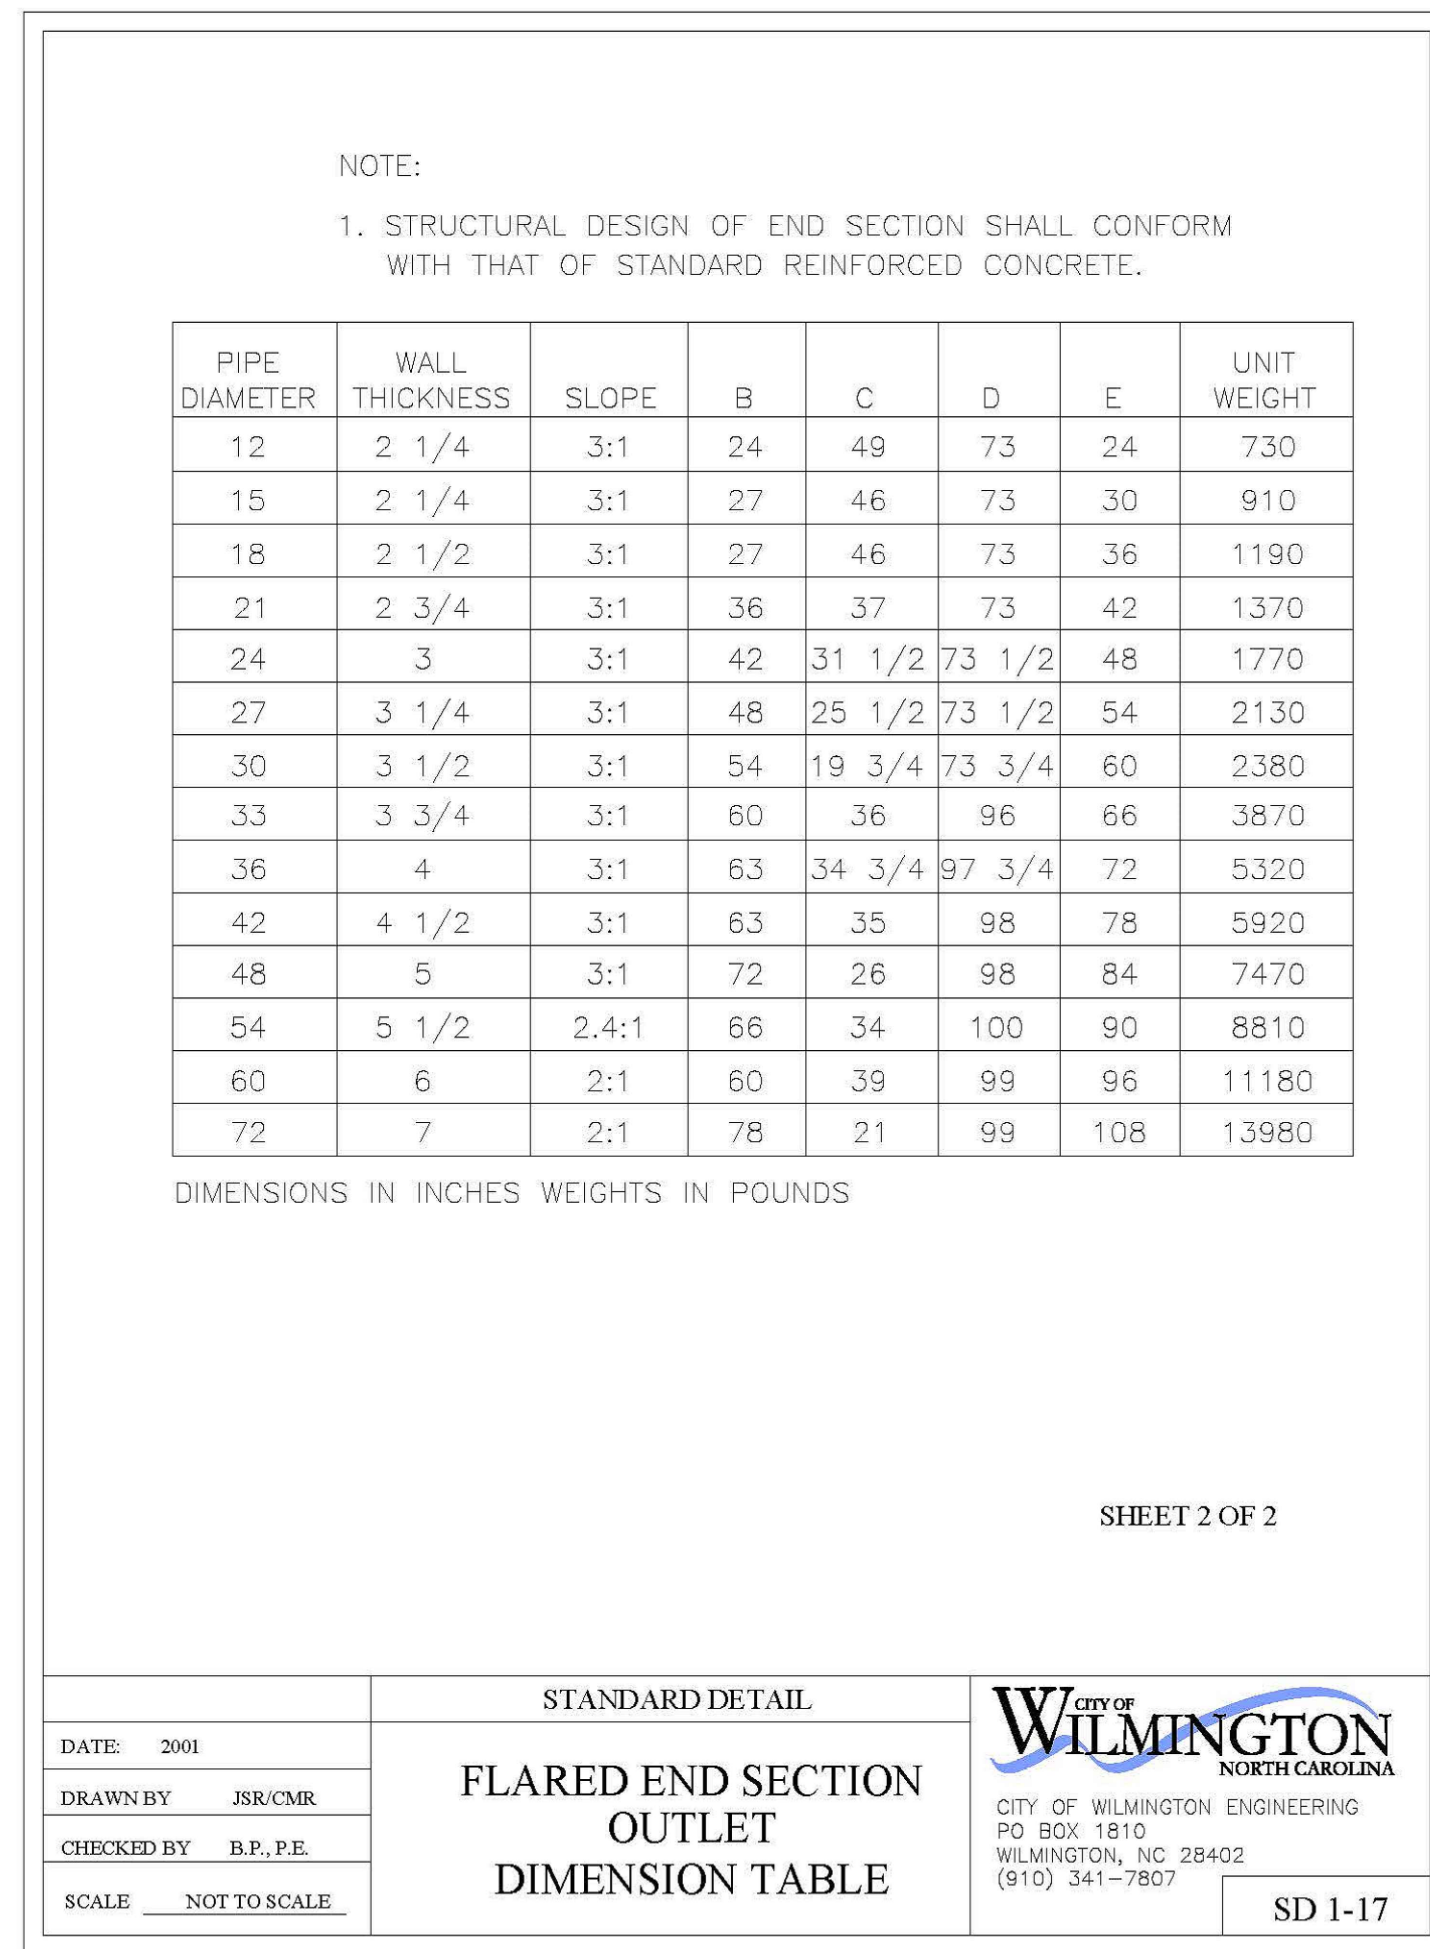 NOTE:
1. STRUCTURAL DESIGN OF END SECTION SHALL CONFORM
WITH THAT OF STANDARD REINFORCED CONCRETE.
PIPE DIAMETER WALL THICKNESS SLOPE B C D E UNIT WEIGHT
12 2 1/4 3:1 24 49 73 24 730
15 2 1/4 3:1 27 46 73 30 910
18 2 1/2 3:1 27 46 73 36 1190
21 2 3/4 3:1 36 37 73 42 1370
24 3 3:1 42 31 1/2 73 1/2 48 1770
27 3 1/4 3:1 48 25 1/2 73 1/2 54 2130
30 3 1/2 3:1 54 19 3/4 73 3/4 60 2380
33 3 3/4 3:1 60 36 96 66 3870
36 4 3:1 63 34 3/4 97 3/4 72 5320
42 4 1/2 3:1 63 35 98 78 5920
48 5 3:1 72 26 98 84 7470
54 5 1/2 2.4:1 66 34 100 90 8810
60 6 2:1 60 39 99 96 11180
72 7 2:1 78 21 99 108 13980
DIMENSIONS IN INCHES WEIGHTS IN POUNDS
SHEET 2 OF 2
DATE: 2001
DRAWN BY JSR/CMR
CHECKED BY B.P., P.E.
SCALE NOT TO SCALE
STANDARD DETAIL
FLARED END SECTION
OUTLET
DIMENSION TABLE
CITY OF
WILMINGTON
NORTH CAROLINA
CITY OF WILMINGTON ENGINEERING
PO BOX 1810
WILMINGTON, NC 28402
(910) 341-7807
SD 1-17